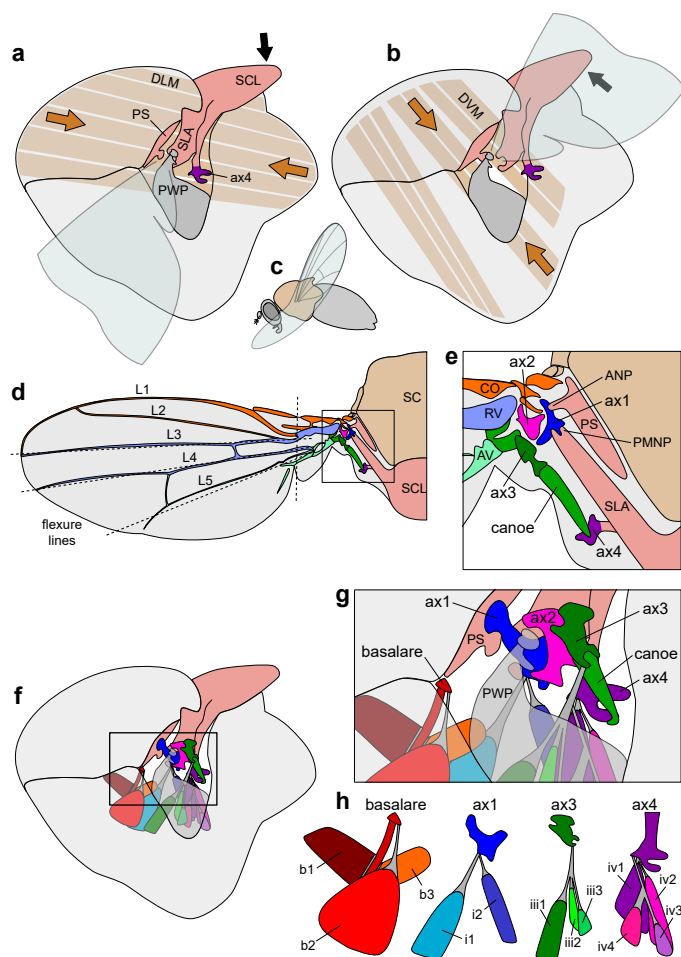 a
DLM
SCL
PS
SLA
ax4
PWP
b
DVM
c
d
L1
L2
L3
L4
L5
flexure
lines
SC
SCL
e
ax2
CO
ANP
ax1
RV
PS
PMNP
AV
ax3
SLA
canoe
ax4
f
g
ax1
ax2
ax3
PS
basalare
canoe
PWP
ax4
h
basalare
ax1
ax3
ax4
b1
b3
b2
i1
i2
iii1
iii3
iii2
iv1
iv2
iv3
iv4